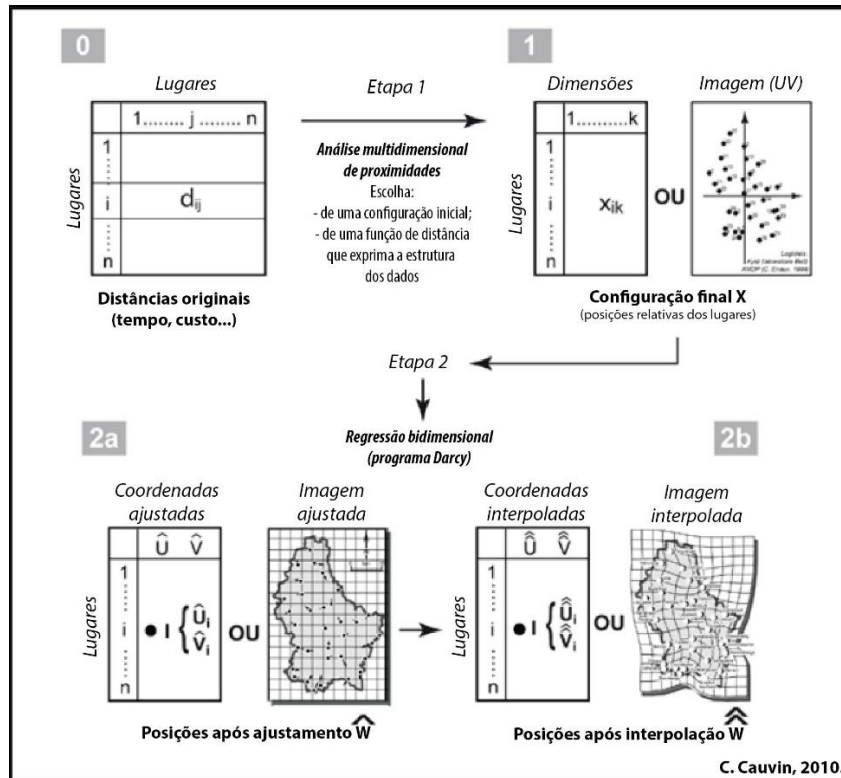 0
Lugares
1........ j ........ n
Lugares
1
i
n
dij
Distâncias originais
(tempo, custo...)
Etapa 1
Análise multidimensional
de proximidades
Escolha:
- de uma configuração inicial;
- de uma função de distância
que exprima a estrutura
dos dados
1
Dimensões
1..........k
Lugares
1
i
n
xik
OU
Imagem (UV)
Configuração final X
(posições relativas dos lugares)
Etapa 2
Regressão bidimensional
(programa Darcy)
2a
Coordenadas
ajustadas
Û V̂
Lugares
1
i
n
● I { Ûi
V̂i
OU
Imagem
ajustada
Posições após ajustamento Ŵ
2b
Coordenadas
interpoladas
Û̂ V̂̂
Lugares
1
i
n
● I { Û̂i
V̂̂i
OU
Imagem
interpolada
Posições após interpolação Ŵ̂
C. Cauvin, 2010.